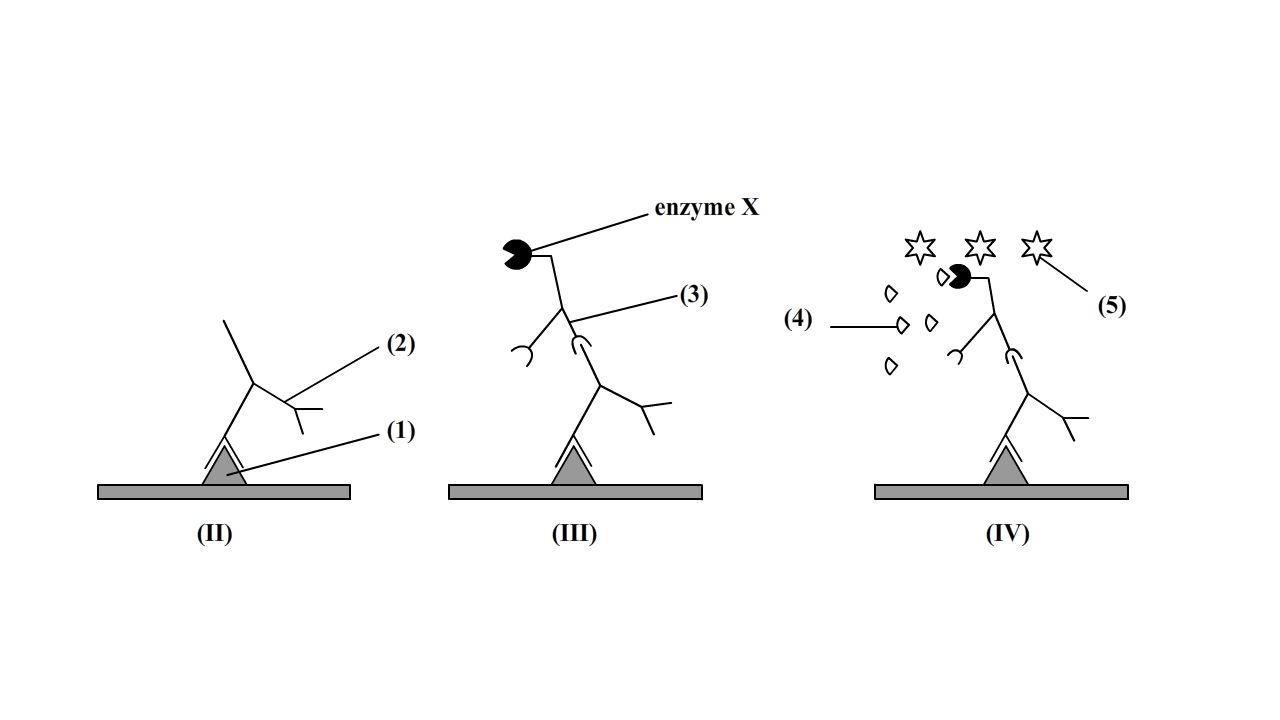 enzyme X
(3)
(4)
(5)
(2)
(1)
(II)
(III)
(IV)